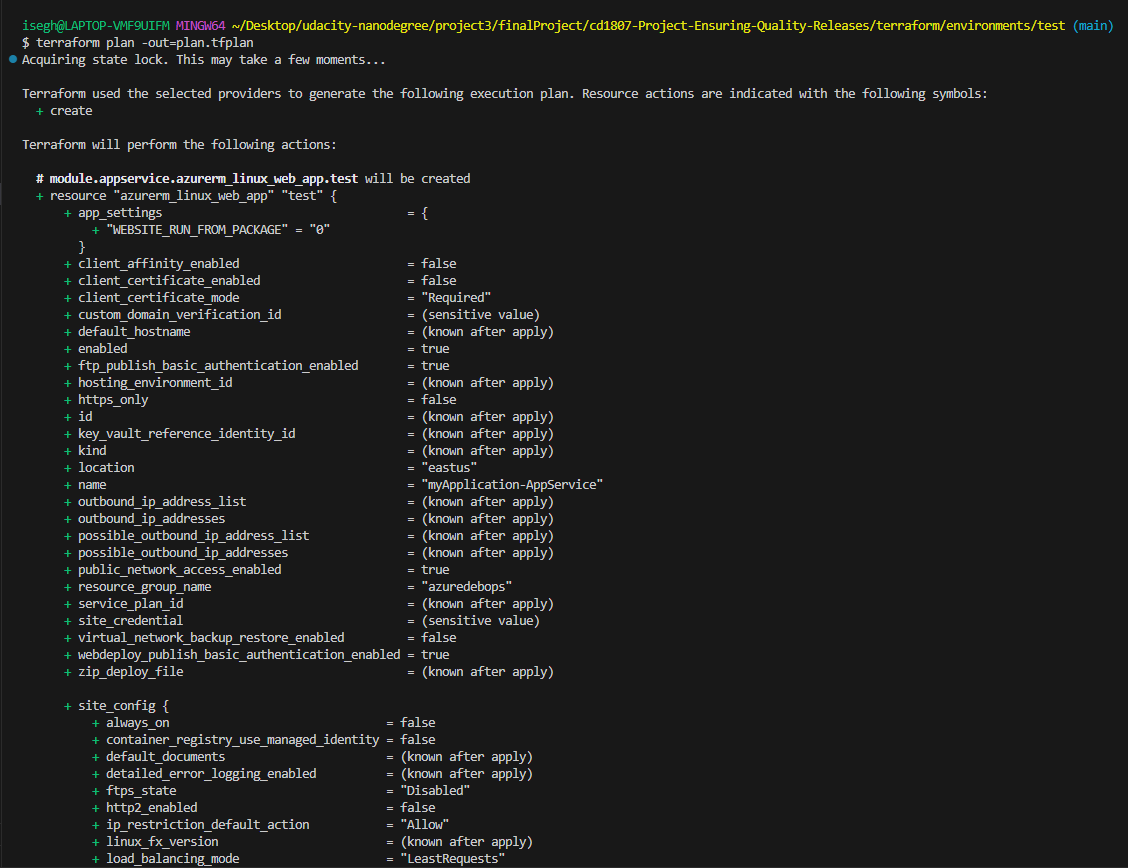 isegh@LAPTOP-VMF9UIFM MINGW64 ~/Desktop/udacity-nanodegree/project3/finalProject/cd1807-Project-Ensuring-Quality-Releases/terraform/environments/test (main)
$ terraform plan -out=plan.tfplan
Acquiring state lock. This may take a few moments...
Terraform used the selected providers to generate the following execution plan. Resource actions are indicated with the following symbols:
+ create
Terraform will perform the following actions:
# module.appservice.azurerm_linux_web_app.test will be created
+ resource "azurerm_linux_web_app" "test" {
+ app_settings = {
+ "WEBSITE_RUN_FROM_PACKAGE" = "0"
}
+ client_affinity_enabled = false
+ client_certificate_enabled = false
+ client_certificate_mode = "Required"
+ custom_domain_verification_id = (sensitive value)
+ default_hostname = (known after apply)
+ enabled = true
+ ftp_publish_basic_authentication_enabled = true
+ hosting_environment_id = (known after apply)
+ https_only = false
+ id = (known after apply)
+ key_vault_reference_identity_id = (known after apply)
+ kind = (known after apply)
+ location = "eastus"
+ name = "myApplication-AppService"
+ outbound_ip_address_list = (known after apply)
+ outbound_ip_addresses = (known after apply)
+ possible_outbound_ip_address_list = (known after apply)
+ possible_outbound_ip_addresses = (known after apply)
+ public_network_access_enabled = true
+ resource_group_name = "azuredebops"
+ service_plan_id = (known after apply)
+ site_credential = (sensitive value)
+ virtual_network_backup_restore_enabled = false
+ webdeploy_publish_basic_authentication_enabled = true
+ zip_deploy_file = (known after apply)
+ site_config {
+ always_on = false
+ container_registry_use_managed_identity = false
+ default_documents = (known after apply)
+ detailed_error_logging_enabled = (known after apply)
+ ftps_state = "Disabled"
+ http2_enabled = false
+ ip_restriction_default_action = "Allow"
+ linux_fx_version = (known after apply)
+ load_balancing_mode = "LeastRequests"